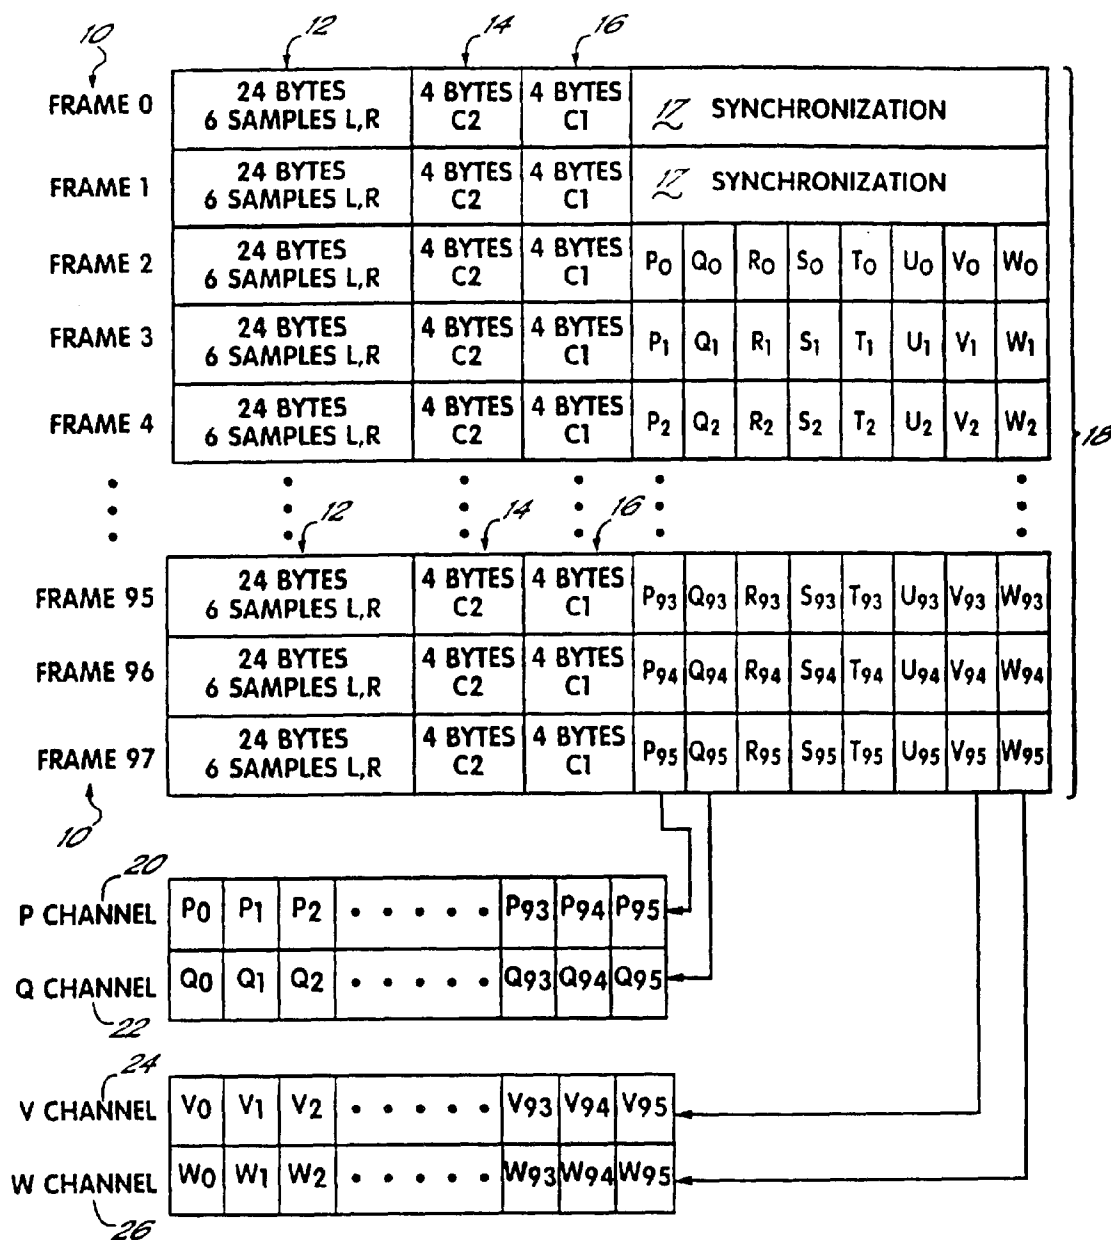 10 12 14 16
FRAME 0 24 BYTES 6 SAMPLES L,R 4 BYTES C2 4 BYTES C1 17 SYNCHRONIZATION
FRAME 1 24 BYTES 6 SAMPLES L,R 4 BYTES C2 4 BYTES C1 17 SYNCHRONIZATION
FRAME 2 24 BYTES 6 SAMPLES L,R 4 BYTES C2 4 BYTES C1 P0 Q0 R0 S0 T0 U0 V0 W0
FRAME 3 24 BYTES 6 SAMPLES L,R 4 BYTES C2 4 BYTES C1 P1 Q1 R1 S1 T1 U1 V1 W1
FRAME 4 24 BYTES 6 SAMPLES L,R 4 BYTES C2 4 BYTES C1 P2 Q2 R2 S2 T2 U2 V2 W2
18
12 14 16
FRAME 95 24 BYTES 6 SAMPLES L,R 4 BYTES C2 4 BYTES C1 P93 Q93 R93 S93 T93 U93 V93 W93
FRAME 96 24 BYTES 6 SAMPLES L,R 4 BYTES C2 4 BYTES C1 P94 Q94 R94 S94 T94 U94 V94 W94
FRAME 97 24 BYTES 6 SAMPLES L,R 4 BYTES C2 4 BYTES C1 P95 Q95 R95 S95 T95 U95 V95 W95
10
20
P CHANNEL P0 P1 P2 • • • • • P93 P94 P95
Q CHANNEL Q0 Q1 Q2 • • • • • Q93 Q94 Q95
22
24
V CHANNEL V0 V1 V2 • • • • • V93 V94 V95
W CHANNEL W0 W1 W2 • • • • • W93 W94 W95
26